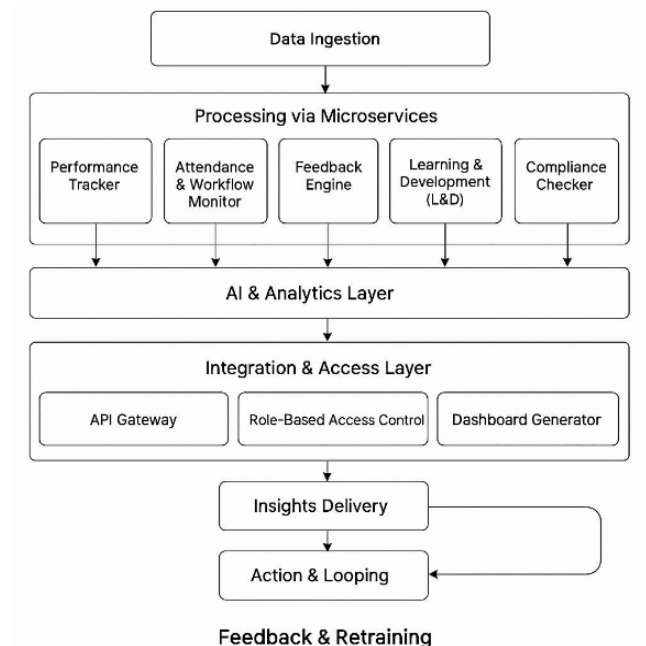 Data Ingestion
Processing via Microservices
Performance
Tracker
Attendance
& Workflow
Monitor
Feedback
Engine
Learning &
Development
(L&D)
Compliance
Checker
AI & Analytics Layer
Integration & Access Layer
API Gateway
Role-Based Access Control
Dashboard Generator
Insights Delivery
Action & Looping
Feedback & Retraining